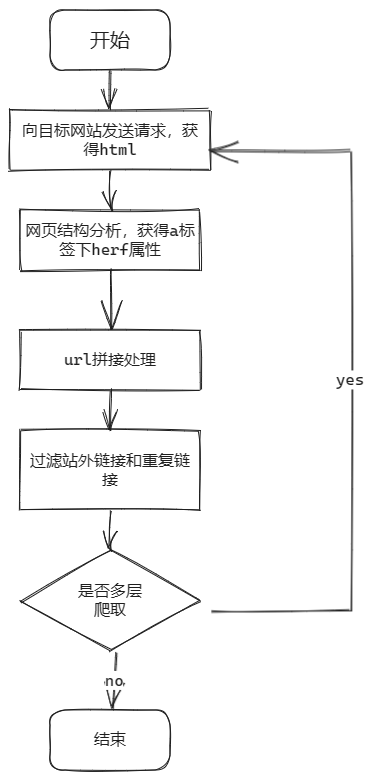 开始
向目标网站发送请求，获
得html
网页结构分析，获得a标
签下herf属性
url拼接处理
yes
过滤站外链接和重复链
接
是否多层
爬取
no
结束